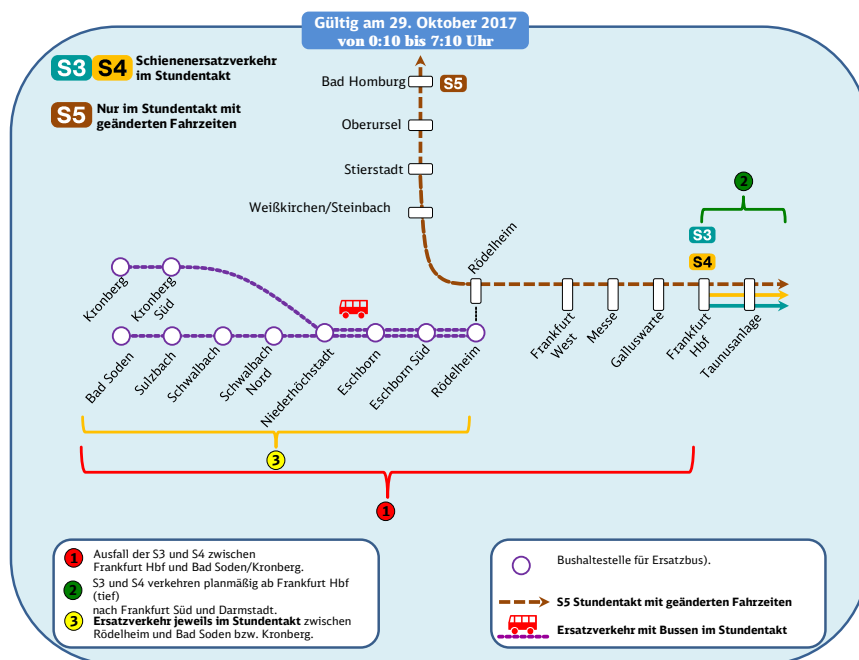 Gültig am 29. Oktober 2017
von 0:10 bis 7:10 Uhr
S3 S4 Schienenersatzverkehr
im Stundentakt
S5 Nur im Stundentakt mit
geänderten Fahrzeiten
Bad Homburg
S5
Oberursel
Stierstadt
Weißkirchen/Steinbach
2
S3
S4
Rödelheim
Frankfurt
West
Messe
Galluswarte
Frankfurt
Hbf
Taunusanlage
Kronberg
Kronberg
Süd
Bad Soden
Sulzbach
Schwalbach
Schwalbach
Nord
Niederhöchstadt
Eschborn
Eschborn Süd
Rödelheim
3
1
1 Ausfall der S3 und S4 zwischen
Frankfurt Hbf und Bad Soden/Kronberg.
2 S3 und S4 verkehren planmäßig ab Frankfurt Hbf
(tief)
nach Frankfurt Süd und Darmstadt.
3 Ersatzverkehr jeweils im Stundentakt zwischen
Rödelheim und Bad Soden bzw. Kronberg.
Bushaltestelle für Ersatzbus).
S5 Stundentakt mit geänderten Fahrzeiten
Ersatzverkehr mit Bussen im Stundentakt